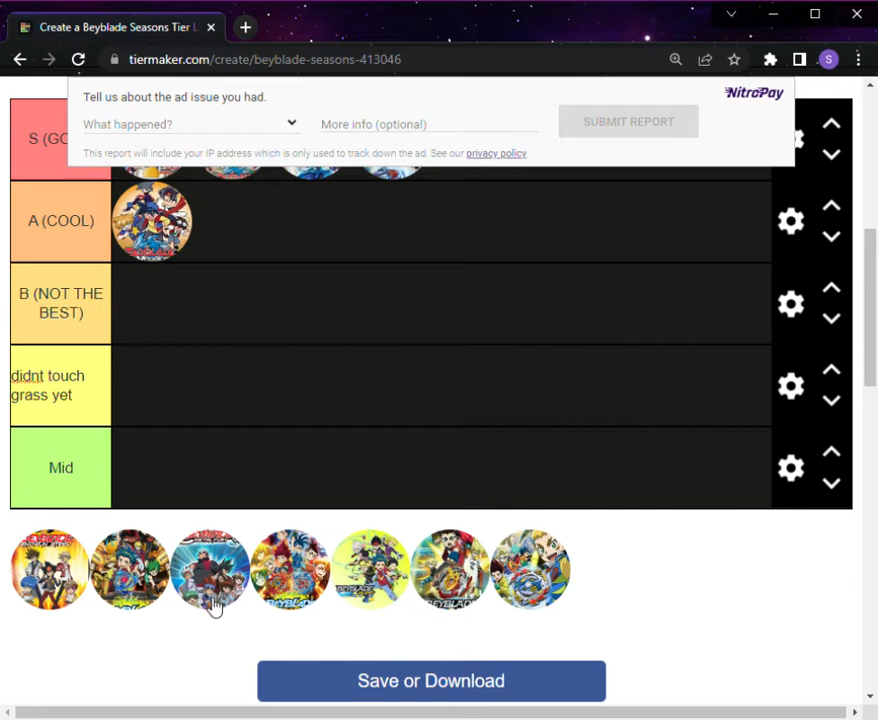 Create a Beyblade Seasons Tier L
tiermaker.com/create/beyblade-seasons-413046
S
Tell us about the ad issue you had.
NitroPay
What happened?
More info (optional)
SUBMIT REPORT
This report will include your IP address which is only used to track down the ad. See our privacy policy.
S (GO
A (COOL)
B (NOT THE
BEST)
didnt touch
grass yet
Mid
BEYBLADE
BEYBLADE
Save or Download